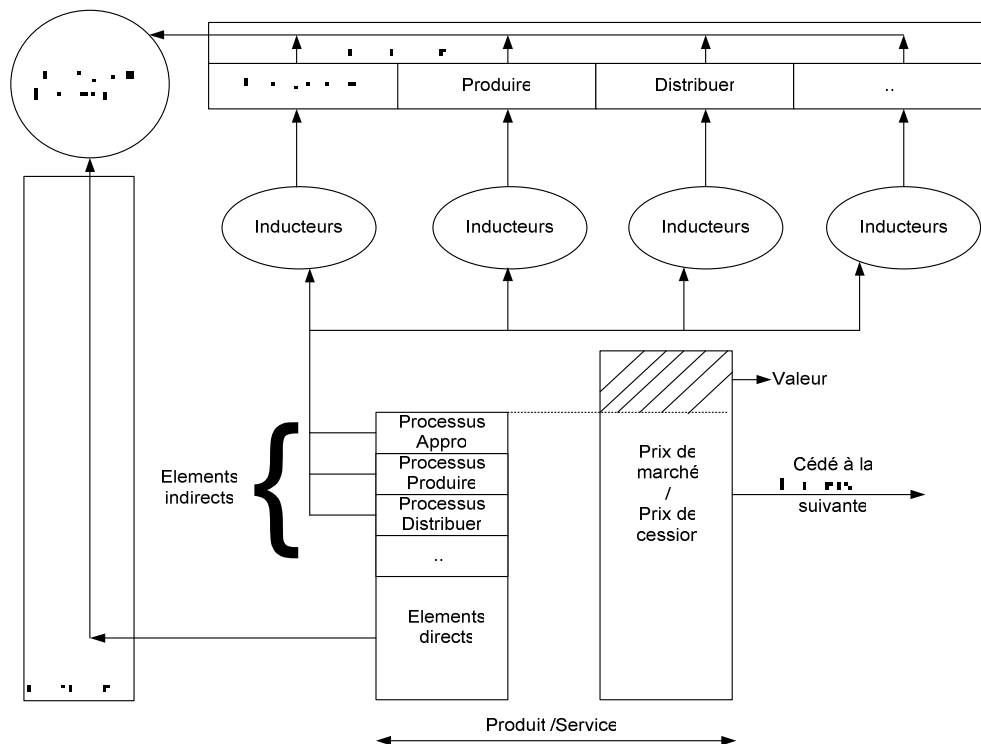 Produire
Distribuer
..
Inducteurs
Inducteurs
Inducteurs
Inducteurs
Valeur
Processus
Appro
Processus
Produire
Processus
Distribuer
..
Elements
indirects
{
Prix de
marché
/
Prix de
cession
Cédé à la
suivante
Elements
directs
Produit /Service